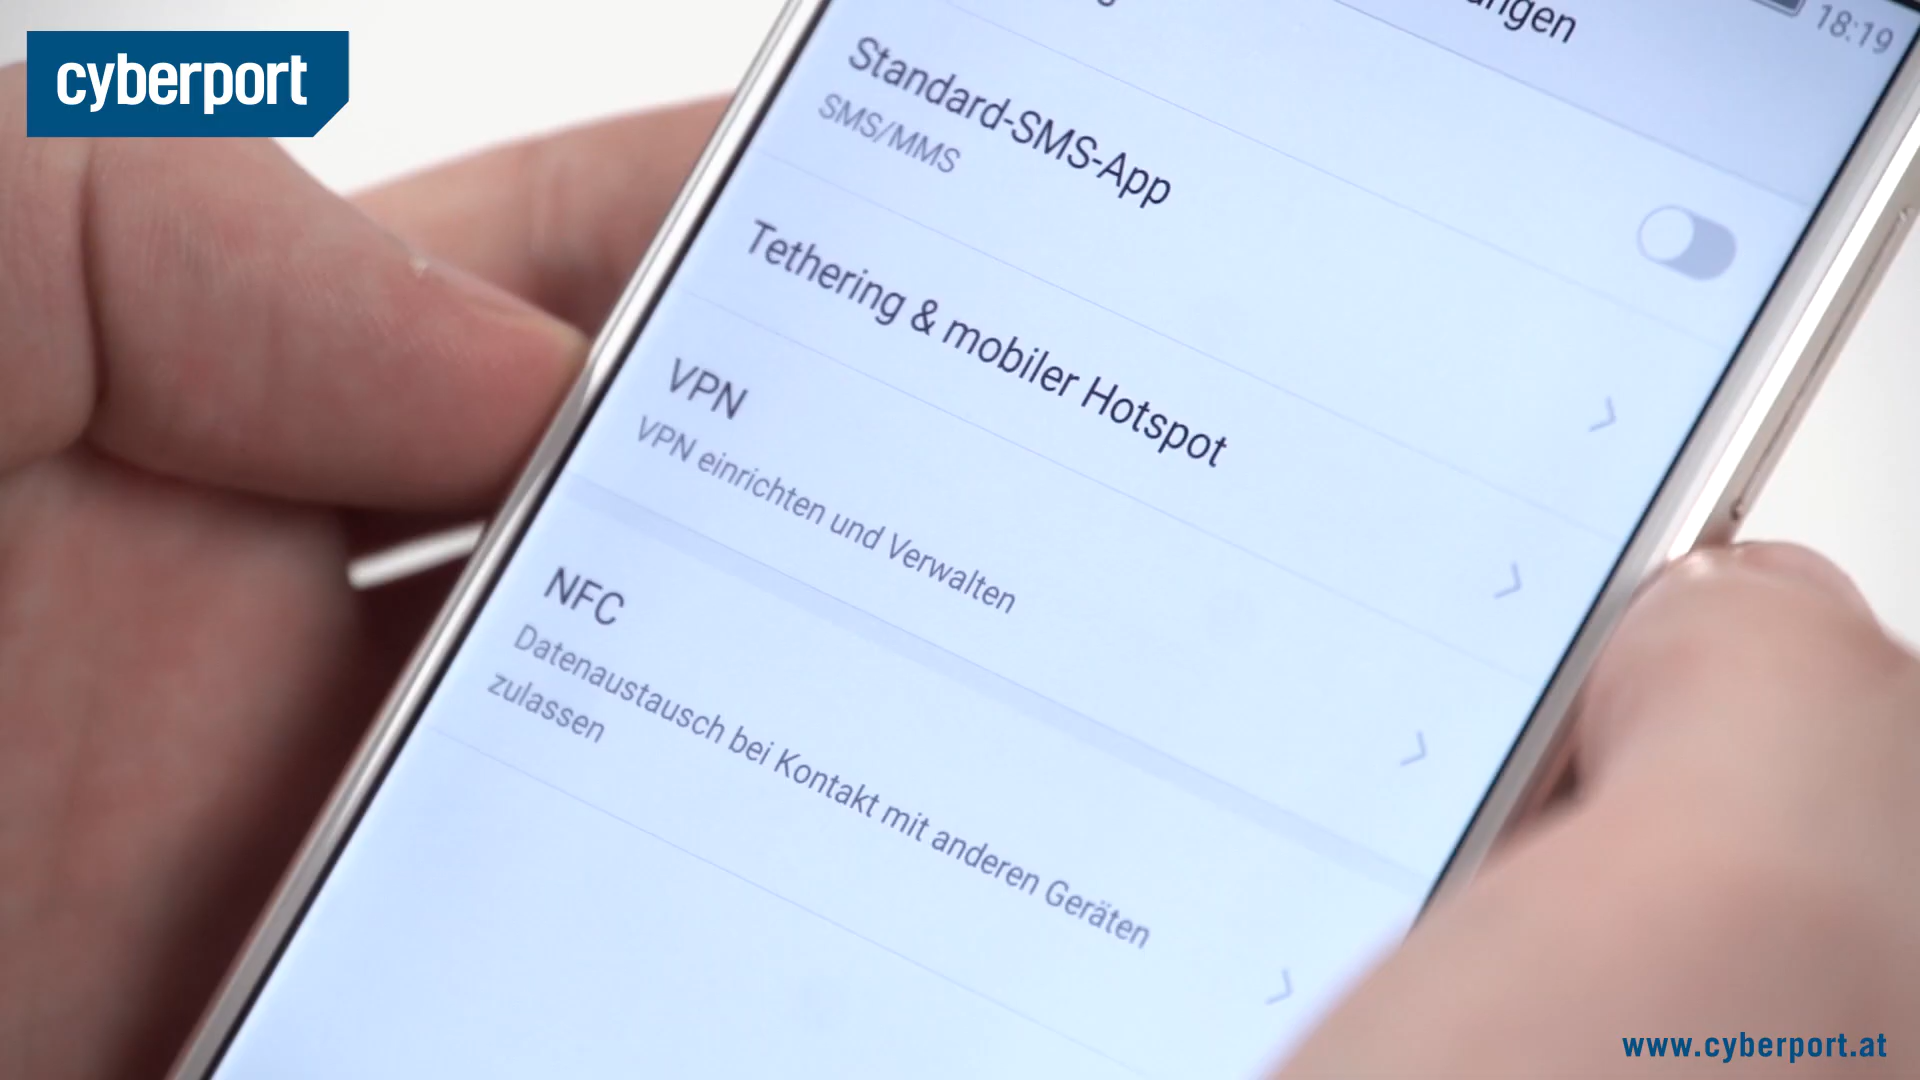 cyberport
18:19
Standard-SMS-App
SMS/MMS
Tethering & mobiler Hotspot
VPN
VPN einrichten und Verwalten
NFC
Datenaustausch bei Kontakt mit anderen Geräten
zulassen
www.cyberport.at